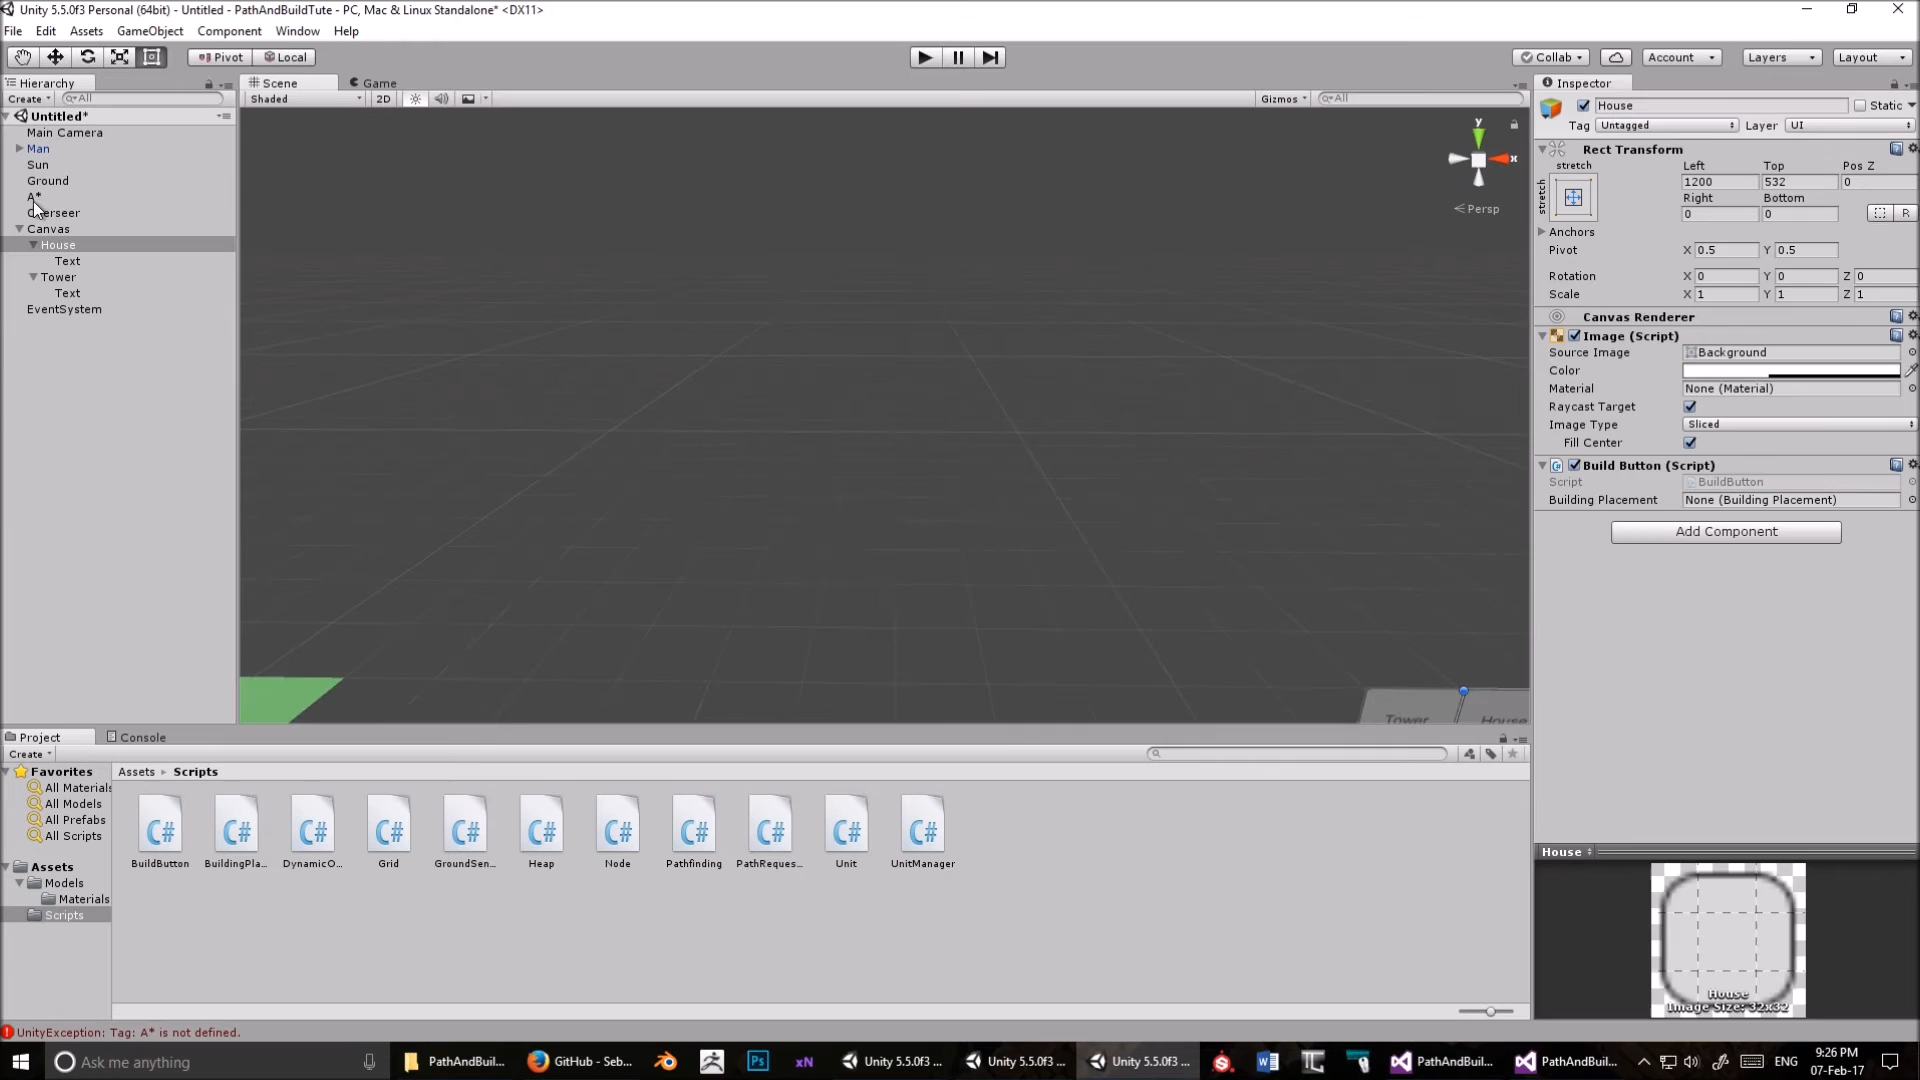 Unity 5.5.0f3 Personal (64bit) - Untitled - PathAndBuildTute - PC, Mac & Linux Standalone* <DX11>
File Edit Assets GameObject Component Window Help
Pivot Local Collab Account Layers Layout
Hierarchy
Create All
Untitled*
Main Camera
Man
Sun
Ground
A*
Overseer
Canvas
House
Text
Tower
Text
EventSystem
Scene Game
Shaded 2D Gizmos All
y
x
Persp
Tower House
Inspector
House Static
Tag Untagged Layer UI
Rect Transform
stretch Left Top Pos Z
stretch 1200 532 0
Right Bottom
0 0 R
Anchors
Pivot X 0.5 Y 0.5
Rotation X 0 Y 0 Z 0
Scale X 1 Y 1 Z 1
Canvas Renderer
Image (Script)
Source Image Background
Color
Material None (Material)
Raycast Target
Image Type Sliced
Fill Center
Build Button (Script)
Script BuildButton
Building Placement None (Building Placement)
Add Component
House
House
Image Size: 32x32
Project Console
Create
Favorites
All Materials
All Models
All Prefabs
All Scripts
Assets
Models
Materials
Scripts
Assets Scripts
C# C# C# C# C# C# C# C# C# C# C#
BuildButton BuildingPla... DynamicO... Grid GroundSen... Heap Node Pathfinding PathReques... Unit UnitManager
UnityException: Tag: A* is not defined.
Ask me anything PathAndBuil... GitHub - Seb... Ps xN Unity 5.5.0f3 ... Unity 5.5.0f3 ... Unity 5.5.0f3 ... PathAndBuil... PathAndBuil... ENG 9:26 PM
07-Feb-17